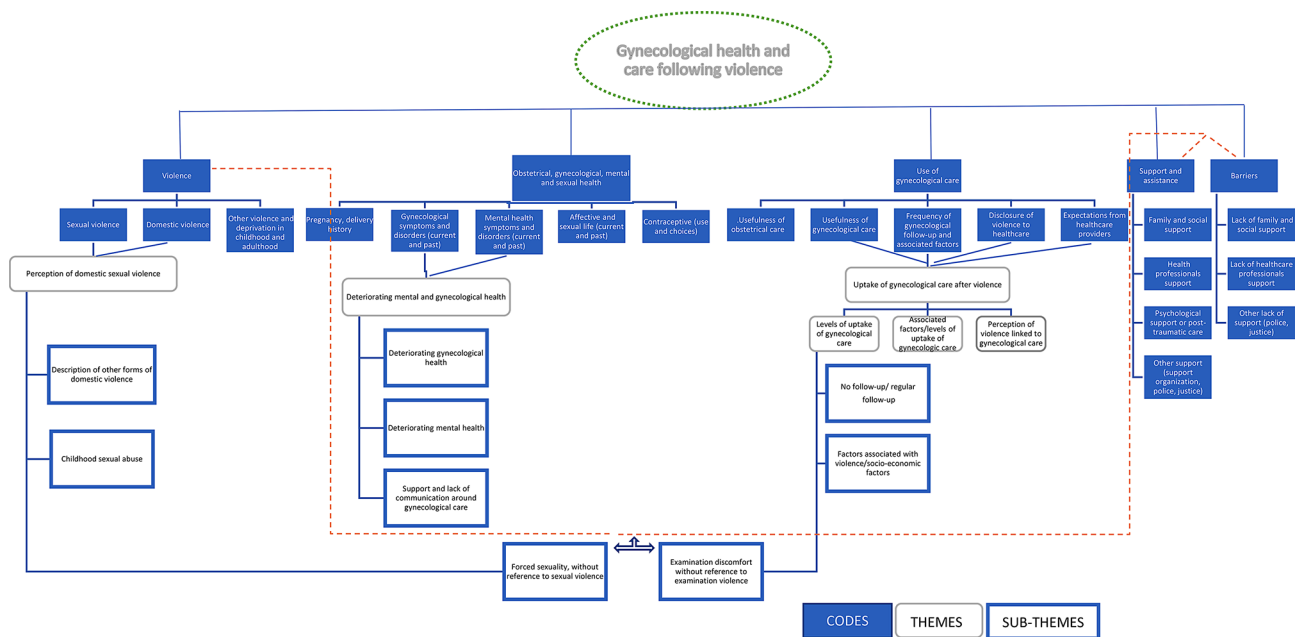 Gynecological health and
care following violence
Violence
Obstetrical, gynecological, mental
and sexual health
Use of
gynecological care
Support and
assistance
Barriers
Sexual violence
Domestic violence
Other violence and
deprivation in
childhood and
adulthood
Pregnancy, delivery
history
Gynecological
symptoms and
disorders (current
and past)
Mental health
symptoms and
disorders (current
and past)
Affective and
sexual life (current
and past)
Contraceptive (use
and choices)
.Usefulness of
obstetrical care
Usefulness of
gynecological care
Frequency of
gynecological
follow-up and
associated factors
Disclosure of
violence to
healthcare
Expectations from
healthcare
providers
Family and social
support
Lack of family and
social support
Perception of domestic sexual violence
Deteriorating mental and gynecological health
Uptake of gynecological care after violence
Health
professionals
support
Lack of healthcare
professionals
support
Levels of uptake
of gynecological
care
Associated
factors/levels of
uptake of
gynecologic care
Perception of
violence linked to
gynecological care
Psychological
support or post-
traumatic care
Other lack of
support (police,
justice)
Deteriorating gynecological
health
Description of other forms of
domestic violence
Other support
(support
organization,
police, justice)
No follow-up/ regular
follow-up
Deteriorating mental health
Childhood sexual abuse
Factors associated with
violence/socio-economic
factors
Support and lack of
communication around
gynecological care
Forced sexuality, without
reference to sexual violence
Examination discomfort
without reference to
examination violence
CODES
THEMES
SUB-THEMES